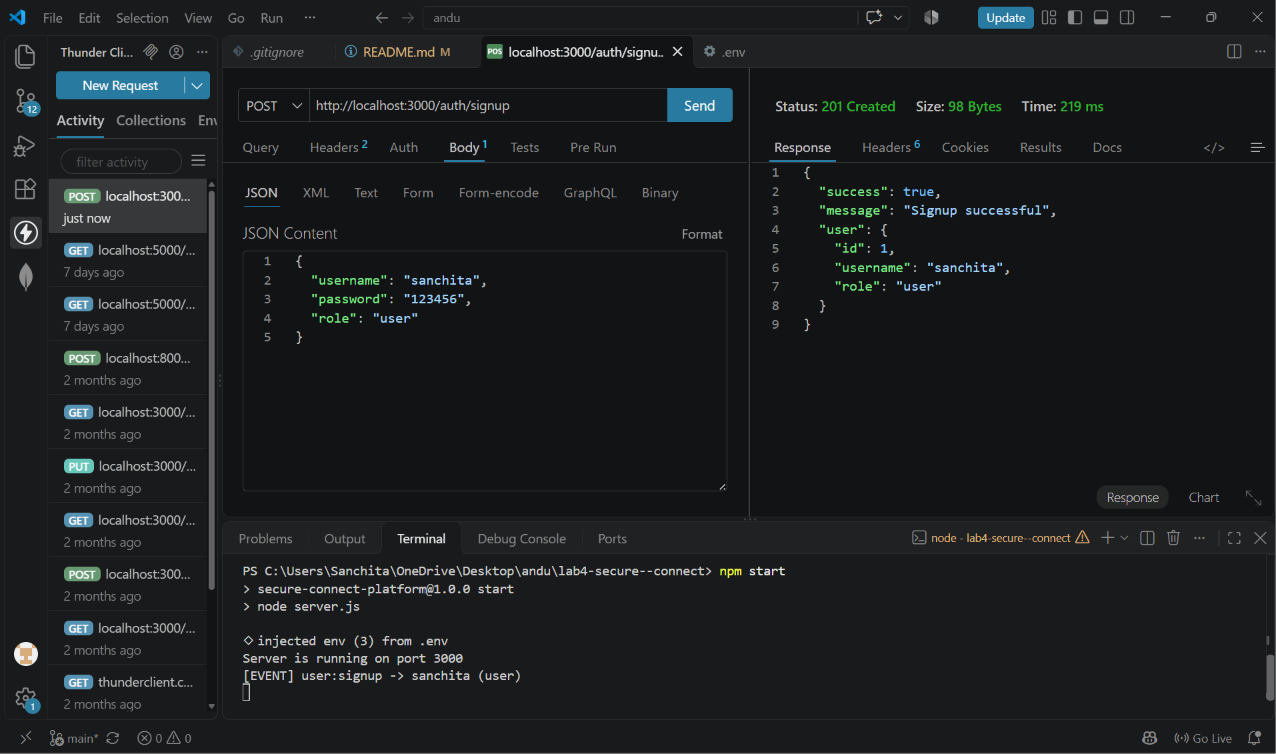 File Edit Selection View Go Run ··· andu Update
Thunder Cli...
New Request
Activity Collections Env
filter activity
POST localhost:300...
just now
GET localhost:5000/...
7 days ago
GET localhost:5000/...
7 days ago
POST localhost:800...
2 months ago
GET localhost:3000/...
2 months ago
PUT localhost:3000/...
2 months ago
GET localhost:3000/...
2 months ago
POST localhost:300...
2 months ago
GET localhost:3000/...
2 months ago
GET thunderclient.c...
2 months ago
12
1
.gitignore README.md M POS localhost:3000/auth/signu.. .env
POST http://localhost:3000/auth/signup Send
Query Headers 2 Auth Body 1 Tests Pre Run
JSON XML Text Form Form-encode GraphQL Binary
JSON Content Format
1 {
2 "username": "sanchita",
3 "password": "123456",
4 "role": "user"
5 }
Status: 201 Created Size: 98 Bytes Time: 219 ms
Response Headers 6 Cookies Results Docs </>
1 {
2 "success": true,
3 "message": "Signup successful",
4 "user": {
5 "id": 1,
6 "username": "sanchita",
7 "role": "user"
8 }
9 }
Response Chart
Problems Output Terminal Debug Console Ports node - lab4-secure--connect
PS C:\Users\Sanchita\OneDrive\Desktop\andu\lab4-secure--connect> npm start
> secure-connect-platform@1.0.0 start
> node server.js
◇ injected env (3) from .env
Server is running on port 3000
[EVENT] user:signup -> sanchita (user)
main* 0 0 Go Live